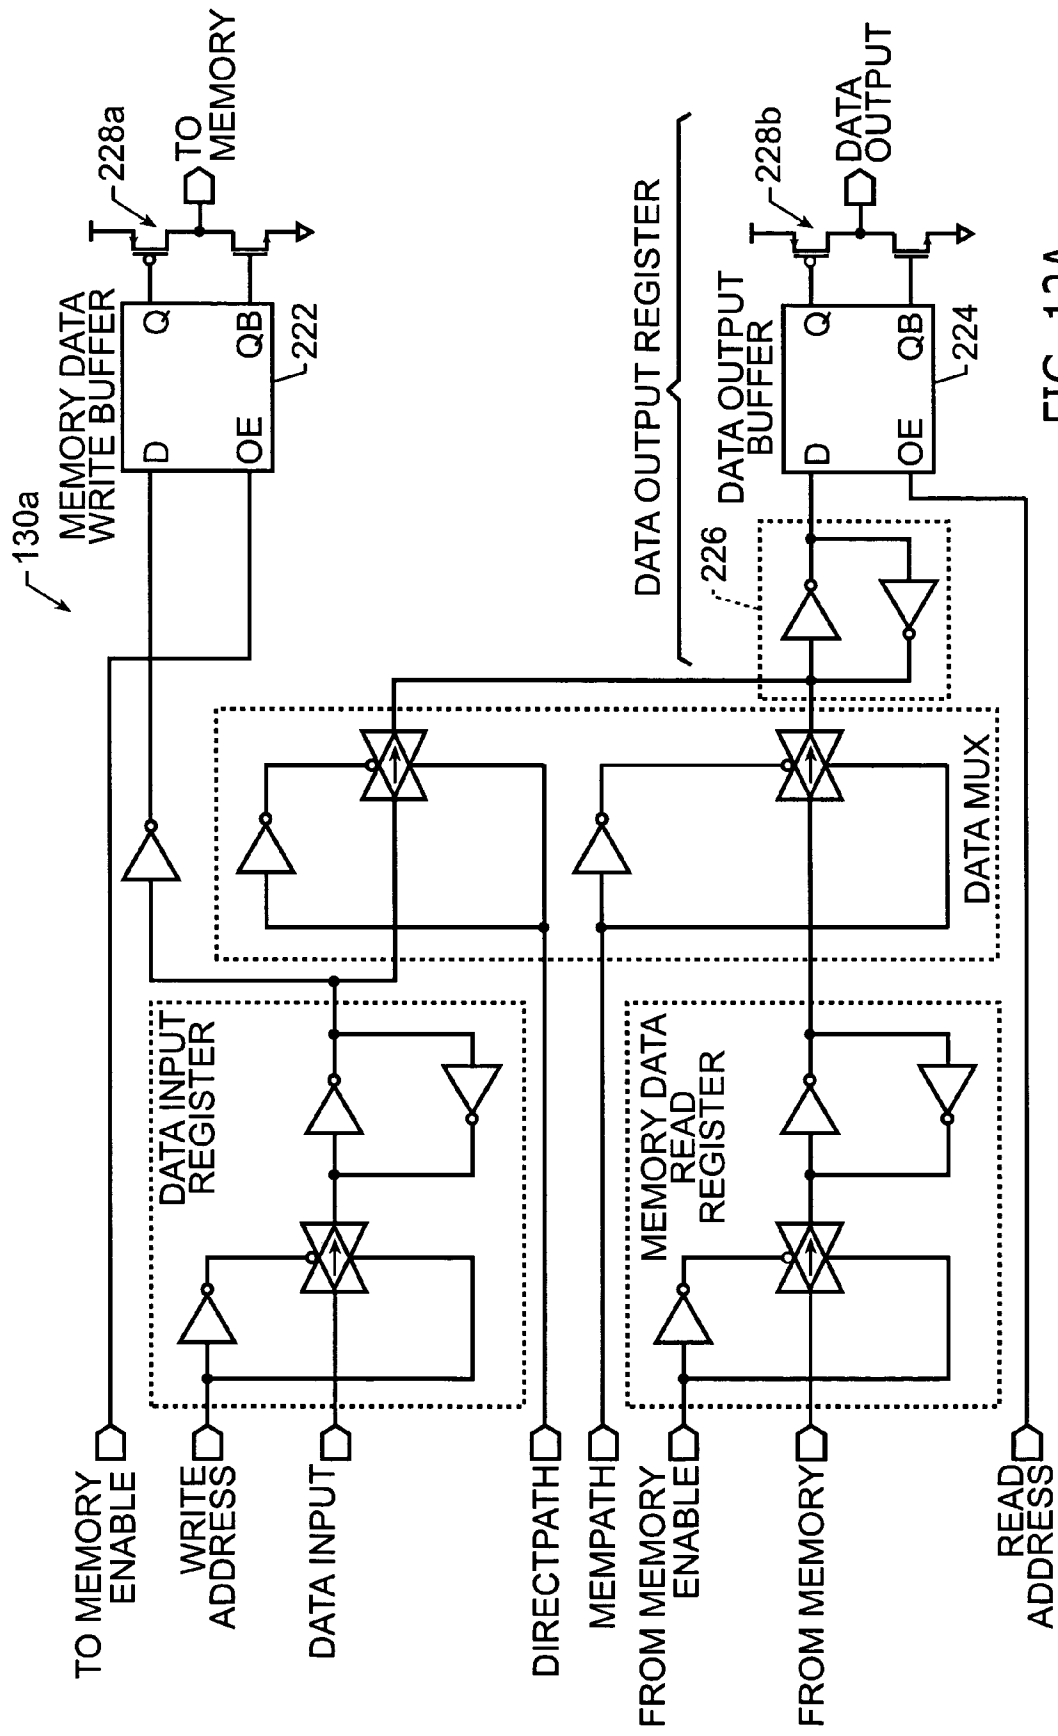 130a
MEMORY DATA
WRITE BUFFER
D
Q
OE
QB
222
228a
TO
MEMORY
DATA OUTPUT REGISTER
DATA OUTPUT
BUFFER
226
D
Q
OE
QB
224
228b
DATA
OUTPUT
DATA INPUT
REGISTER
MEMORY DATA
READ
REGISTER
DATA MUX
TO MEMORY
ENABLE
WRITE
ADDRESS
DATA INPUT
DIRECTPATH
MEMPATH
FROM MEMORY
ENABLE
FROM MEMORY
READ
ADDRESS